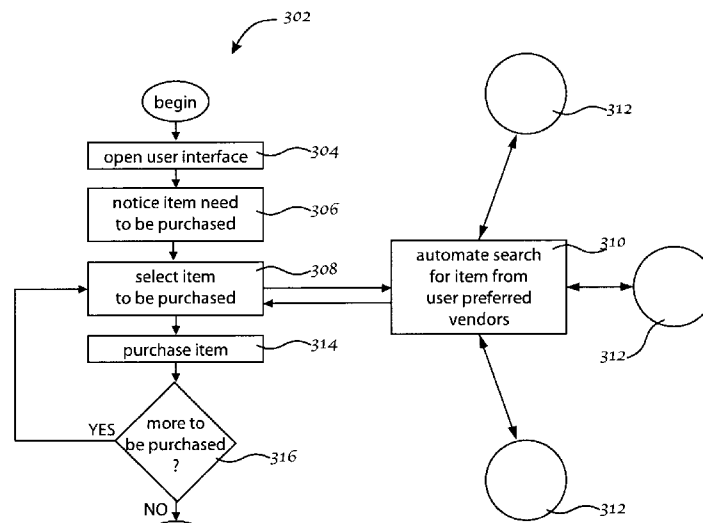 302
begin
312
open user interface
304
notice item need
to be purchased
306
310
automate search
for item from
user preferred
vendors
select item
to be purchased
308
312
purchase item
314
YES
more to
be purchased
?
316
NO
312